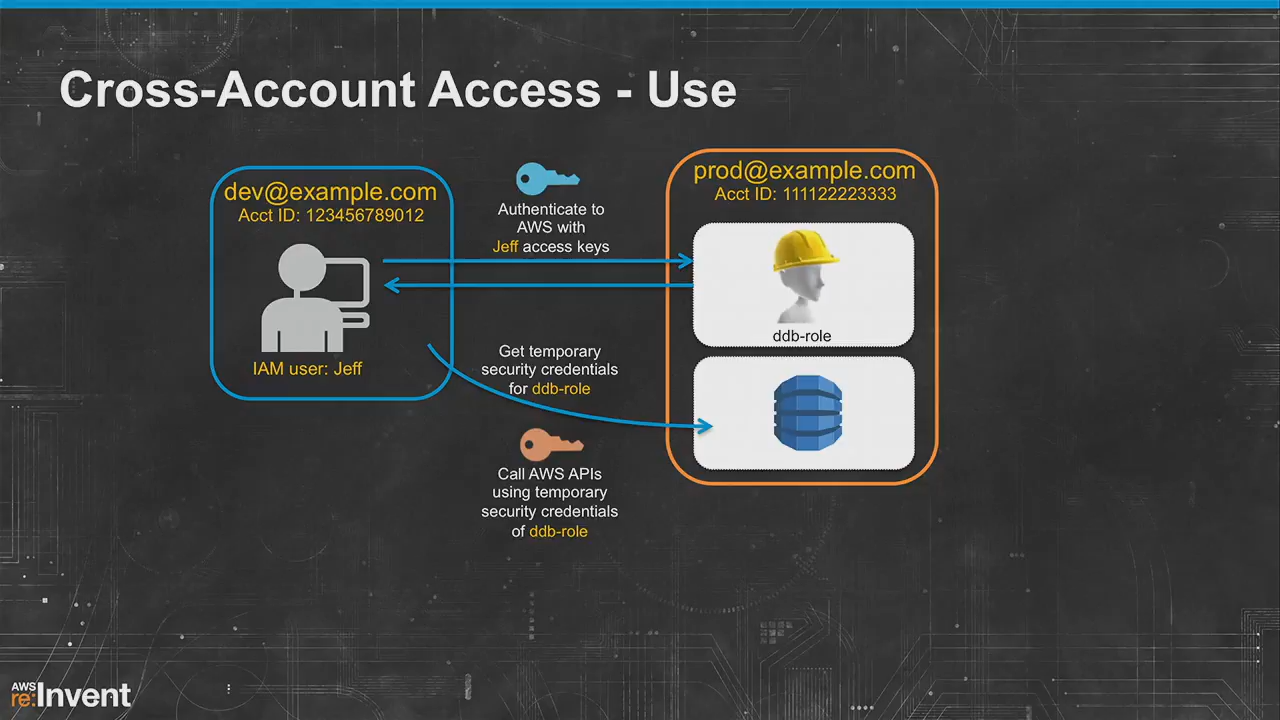 Cross-Account Access - Use
dev@example.com
Acct ID: 123456789012
IAM user: Jeff
Authenticate to
AWS with
Jeff access keys
Get temporary
security credentials
for ddb-role
Call AWS APIs
using temporary
security credentials
of ddb-role
prod@example.com
Acct ID: 111122223333
ddb-role
AWS
re:Invent